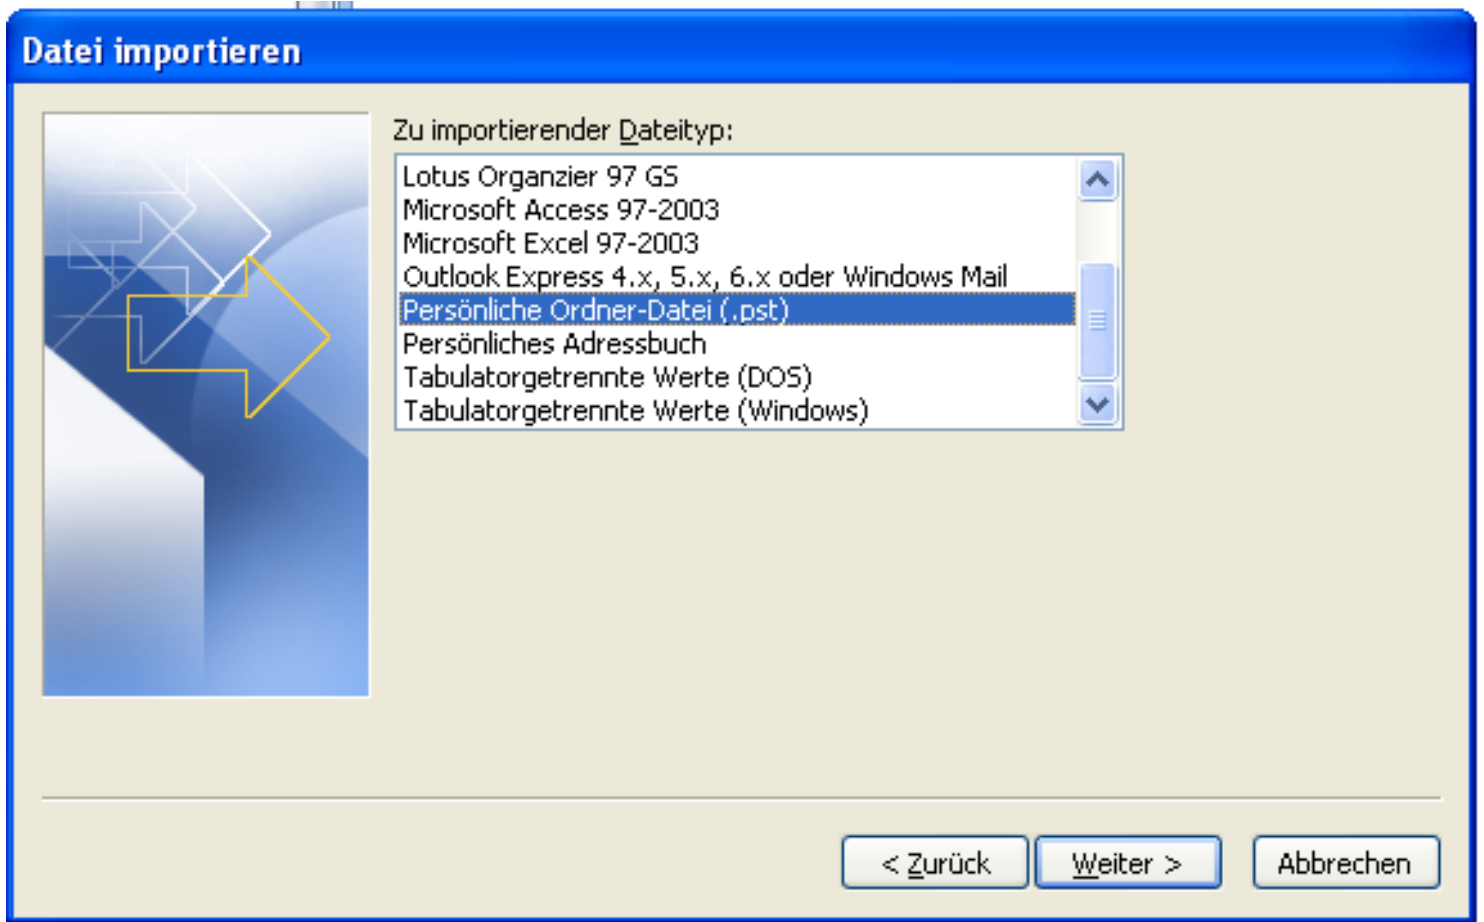 Datei importieren
Zu importierender Dateityp:
Lotus Organzier 97 GS
Microsoft Access 97-2003
Microsoft Excel 97-2003
Outlook Express 4.x, 5.x, 6.x oder Windows Mail
Persönliche Ordner-Datei (.pst)
Persönliches Adressbuch
Tabulatorgetrennte Werte (DOS)
Tabulatorgetrennte Werte (Windows)
< Zurück
Weiter >
Abbrechen